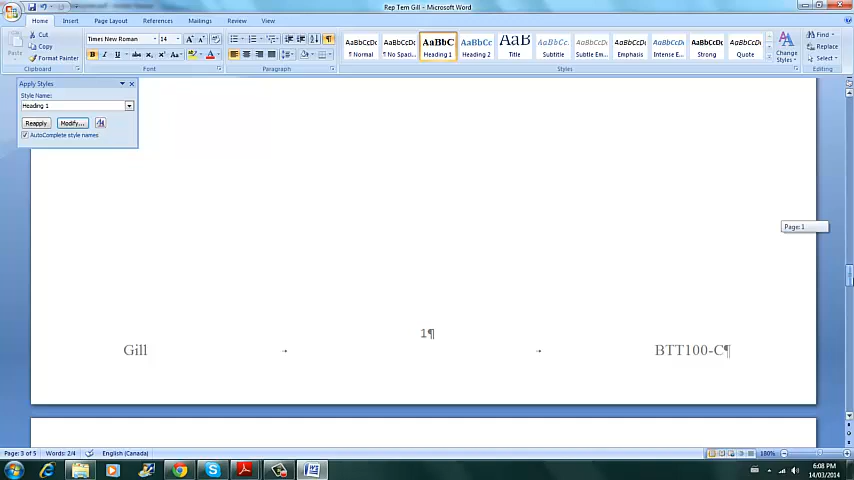 Rep Tem Gill - Microsoft Word
Home Insert Page Layout References Mailings Review View
Cut
Copy
Format Painter
Paste
Clipboard
Times New Roman 14
Font
Paragraph
AaBbCcDc AaBbCcDc AaBbC AaBbCc AaB AaBbCc. AaBbCcDc AaBbCcDc AaBbCcDc AaBbCcDc AaBbCcDc
¶ Normal ¶ No Spaci... Heading 1 Heading 2 Title Subtitle Subtle Em... Emphasis Intense E... Strong Quote
Styles
Change Styles
Find
Replace
Select
Editing
Apply Styles
Style Name:
Heading 1
Reapply Modify...
AutoComplete style names
Page: 1
1¶
Gill → → BTT100-C¶
Page: 3 of 5 Words: 2/4 English (Canada) 180%
6:08 PM
14/03/2014